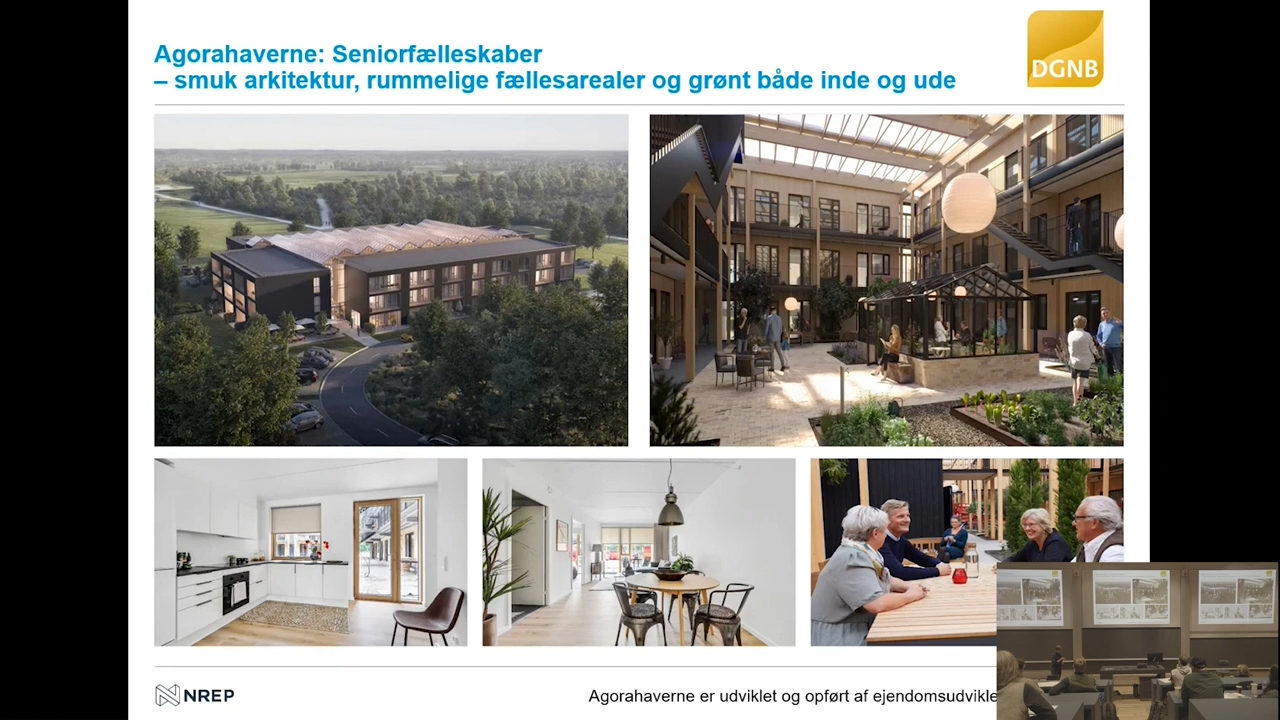 Agorahaverne: Seniorfælleskaber
– smuk arkitektur, rummelige fællesarealer og grønt både inde og ude
DGNB
NREP
Agorahaverne er udviklet og opført af